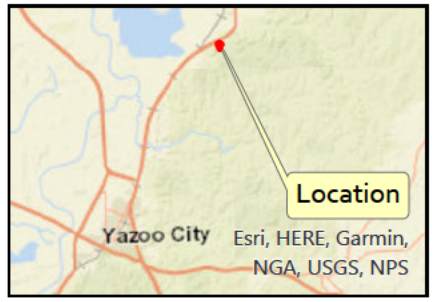 Location
Yazoo City
Esri, HERE, Garmin,
NGA, USGS, NPS